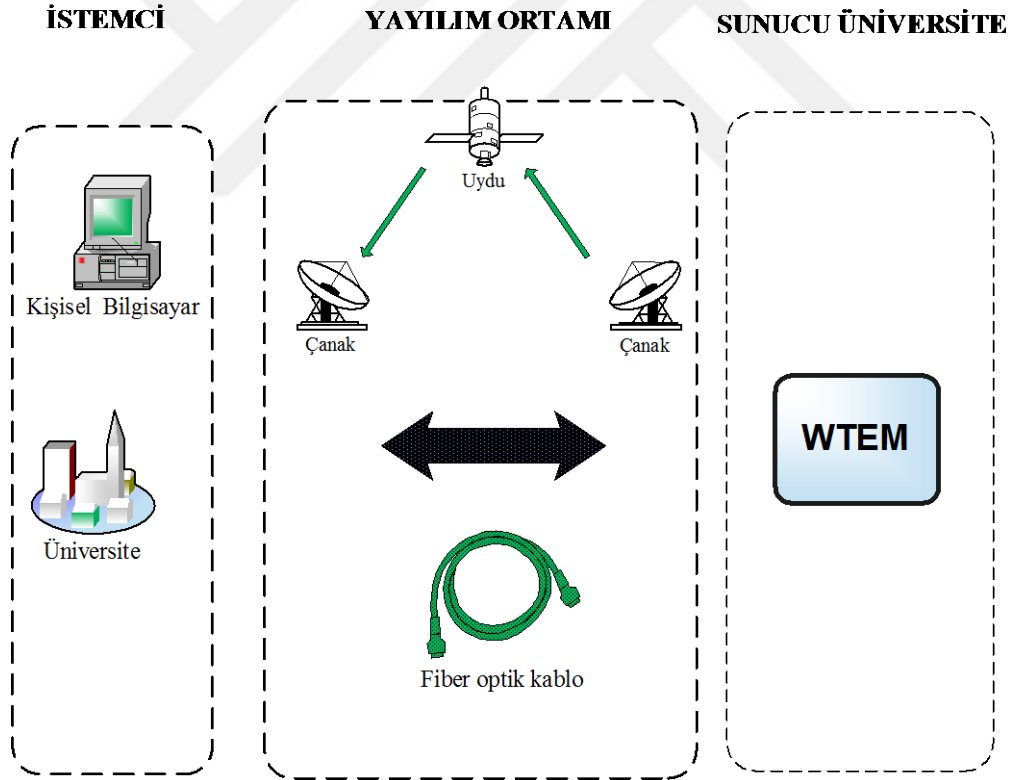 İSTEMCİ
YAYILIM ORTAMI
SUNUCU ÜNİVERSİTE
Uydu
Kişisel Bilgisayar
Çanak
Çanak
WTEM
Üniversite
Fiber optik kablo